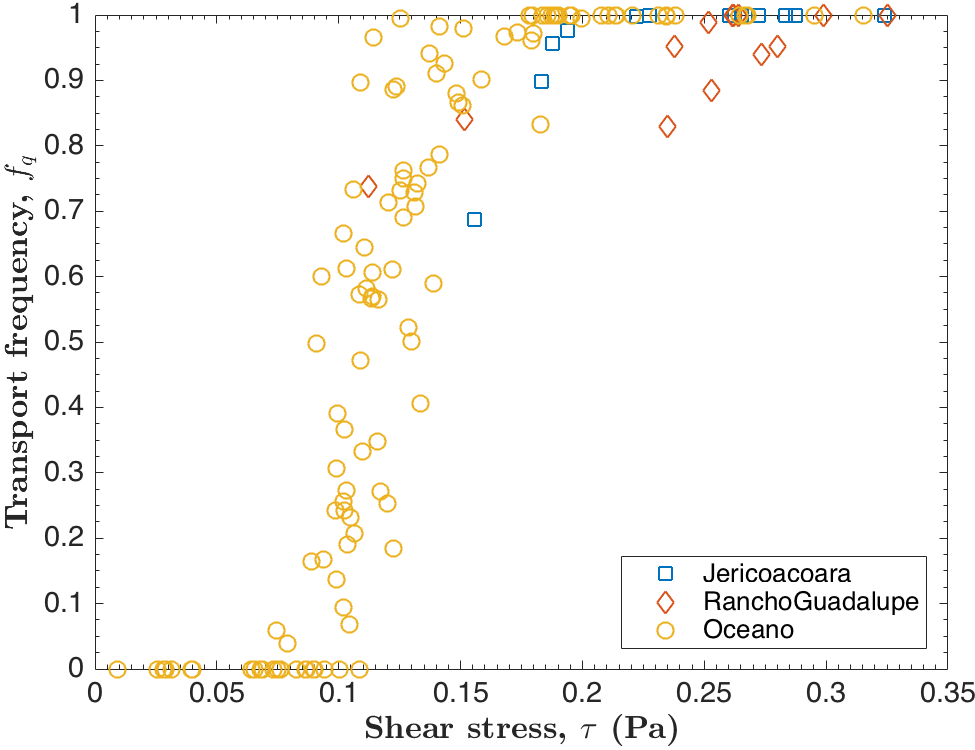 1
0.9
0.8
0.7
0.6
0.5
0.4
0.3
0.2
0.1
0
Transport frequency, f_q
Jericoacoara
RanchoGuadalupe
Oceano
0 0.05 0.1 0.15 0.2 0.25 0.3 0.35
Shear stress, τ (Pa)